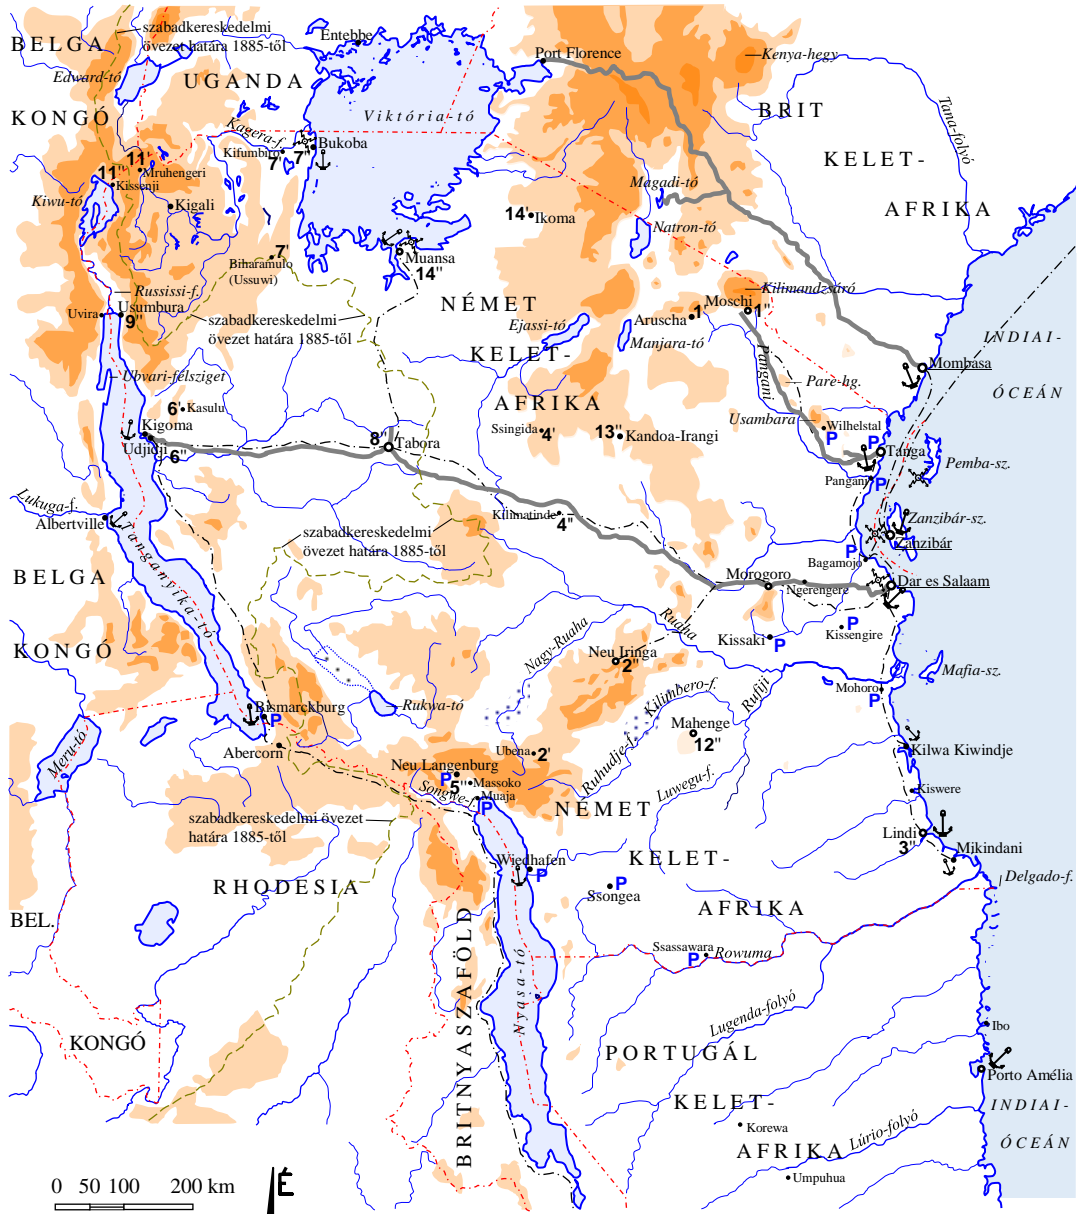 szabadkereskedelmi
övezet határa 1885-től
BELGA
KONGÓ
Edward-tó
UGANDA
Entebbe
Port Florence
Kenya-hegy
BRIT
KELET-
AFRIKA
Tana-folyó
Viktória-tó
Kagera-f.
Kifumbiro
7'
7"
Bukoba
11'
11"
Mruhengeri
Kissenji
Kiwu-tó
Kigali
Magadi-tó
Natron-tó
14'
Ikoma
7'
Biharamulo
(Ussuwi)
Muansa
14"
NÉMET
KELET-
AFRIKA
Russissi-f.
Usumbura
Uvira
9
szabadkereskedelmi
övezet határa 1885-től
Kilimandzsáró
Moschi
1"
Aruscha
1'
Ejassi-tó
Manjara-tó
INDIAI-
ÓCEÁN
Mombasa
Pangani
Pare-hg.
Usambara
Wilhelstal
P
P
Tanga
P
Pangani
Pemba-sz.
Ubvari-félsziget
6'
Kasulu
Kigoma
Udjidji
6"
8"
Tabora
Ssingida
4'
13"
Kandoa-Irangi
Lukuga-f.
Albertville
Tanganyika-tó
Kilimatinde
4"
szabadkereskedelmi
övezet határa 1885-től
Zanzibár-sz.
Zanzibár
P
Bagamojo
Morogoro
Ngerengere
Dar es Salaam
BELGA
KONGÓ
Kissaki
P
Kissengire
P
Ruaha
Nagy-Ruaha
Neu Iringa
2"
Mafia-sz.
Mohoro
P
Rufiji
Kilimbero-f.
Rukwa-tó
Bismarckburg
P
Abercorn
Meru-tó
Mahenge
12"
Ubena
2'
Ruhudje-f.
Luwegu-f.
Kilwa Kiwindje
Neu Langenburg
P
5"
Massoko
Muaja
P
Songwe-f.
Kiswere
NÉMET
KELET-
AFRIKA
szabadkereskedelmi övezet
határa 1885-től
Lindi
3"
Mikindani
Delgado-f.
RHODESIA
Wiedhafen
P
P
Ssongea
BEL.
KONGÓ
Ssassawara
P
Rowuma
BRITNYASZAFÖLD
Nyasa-tó
Lugenda-folyó
Ibo
PORTUGÁL
KELET-
AFRIKA
Porto Amélia
INDIAI-
ÓCEÁN
Korewa
Lúrio-folyó
Umpuhua
0 50 100 200 km
É